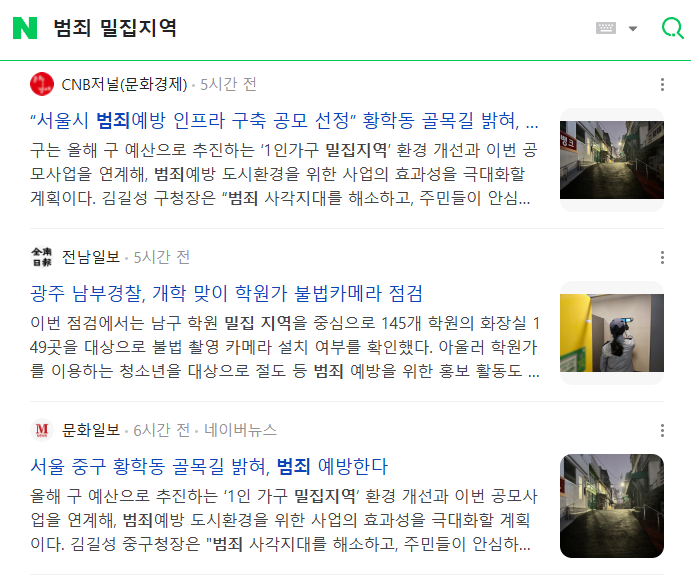 N 범죄 밀집지역
CNB저널(문화경제) · 5시간 전
“서울시 범죄예방 인프라 구축 공모 선정” 황학동 골목길 밝혀, ...
구는 올해 구 예산으로 추진하는 ‘1인가구 밀집지역’ 환경 개선과 이번 공
모사업을 연계해, 범죄예방 도시환경을 위한 사업의 효과성을 극대화할
계획이다. 김길성 구청장은 “범죄 사각지대를 해소하고, 주민들이 안심...
뱅크
全南
日報
전남일보 · 5시간 전
광주 남부경찰, 개학 맞이 학원가 불법카메라 점검
이번 점검에서는 남구 학원 밀집 지역을 중심으로 145개 학원의 화장실 1
49곳을 대상으로 불법 촬영 카메라 설치 여부를 확인했다. 아울러 학원가
를 이용하는 청소년을 대상으로 절도 등 범죄 예방을 위한 홍보 활동도 ...
M
문화일보 · 6시간 전 · 네이버뉴스
서울 중구 황학동 골목길 밝혀, 범죄 예방한다
올해 구 예산으로 추진하는 ‘1인 가구 밀집지역’ 환경 개선과 이번 공모사
업을 연계해, 범죄예방 도시환경을 위한 사업의 효과성을 극대화할 계획
이다. 김길성 중구청장은 "범죄 사각지대를 해소하고, 주민들이 안심하...